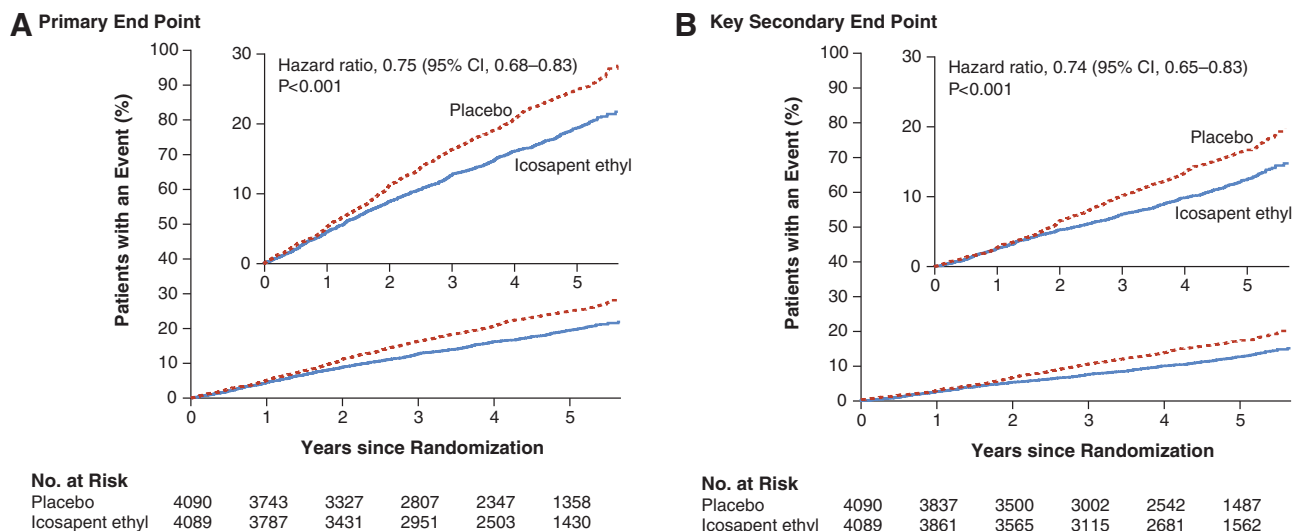 A Primary End Point
100
90
80
70
60
50
40
30
20
10
0
Patients with an Event (%)
30
20
10
0
Hazard ratio, 0.75 (95% CI, 0.68–0.83)
P<0.001
Placebo
Icosapent ethyl
0 1 2 3 4 5
0 1 2 3 4 5
Years since Randomization
No. at Risk
Placebo 4090 3743 3327 2807 2347 1358
Icosapent ethyl 4089 3787 3431 2951 2503 1430
B Key Secondary End Point
100
90
80
70
60
50
40
30
20
10
0
Patients with an Event (%)
30
20
10
0
Hazard ratio, 0.74 (95% CI, 0.65–0.83)
P<0.001
Placebo
Icosapent ethyl
0 1 2 3 4 5
0 1 2 3 4 5
Years since Randomization
No. at Risk
Placebo 4090 3837 3500 3002 2542 1487
Icosapent ethyl 4089 3861 3565 3115 2681 1562